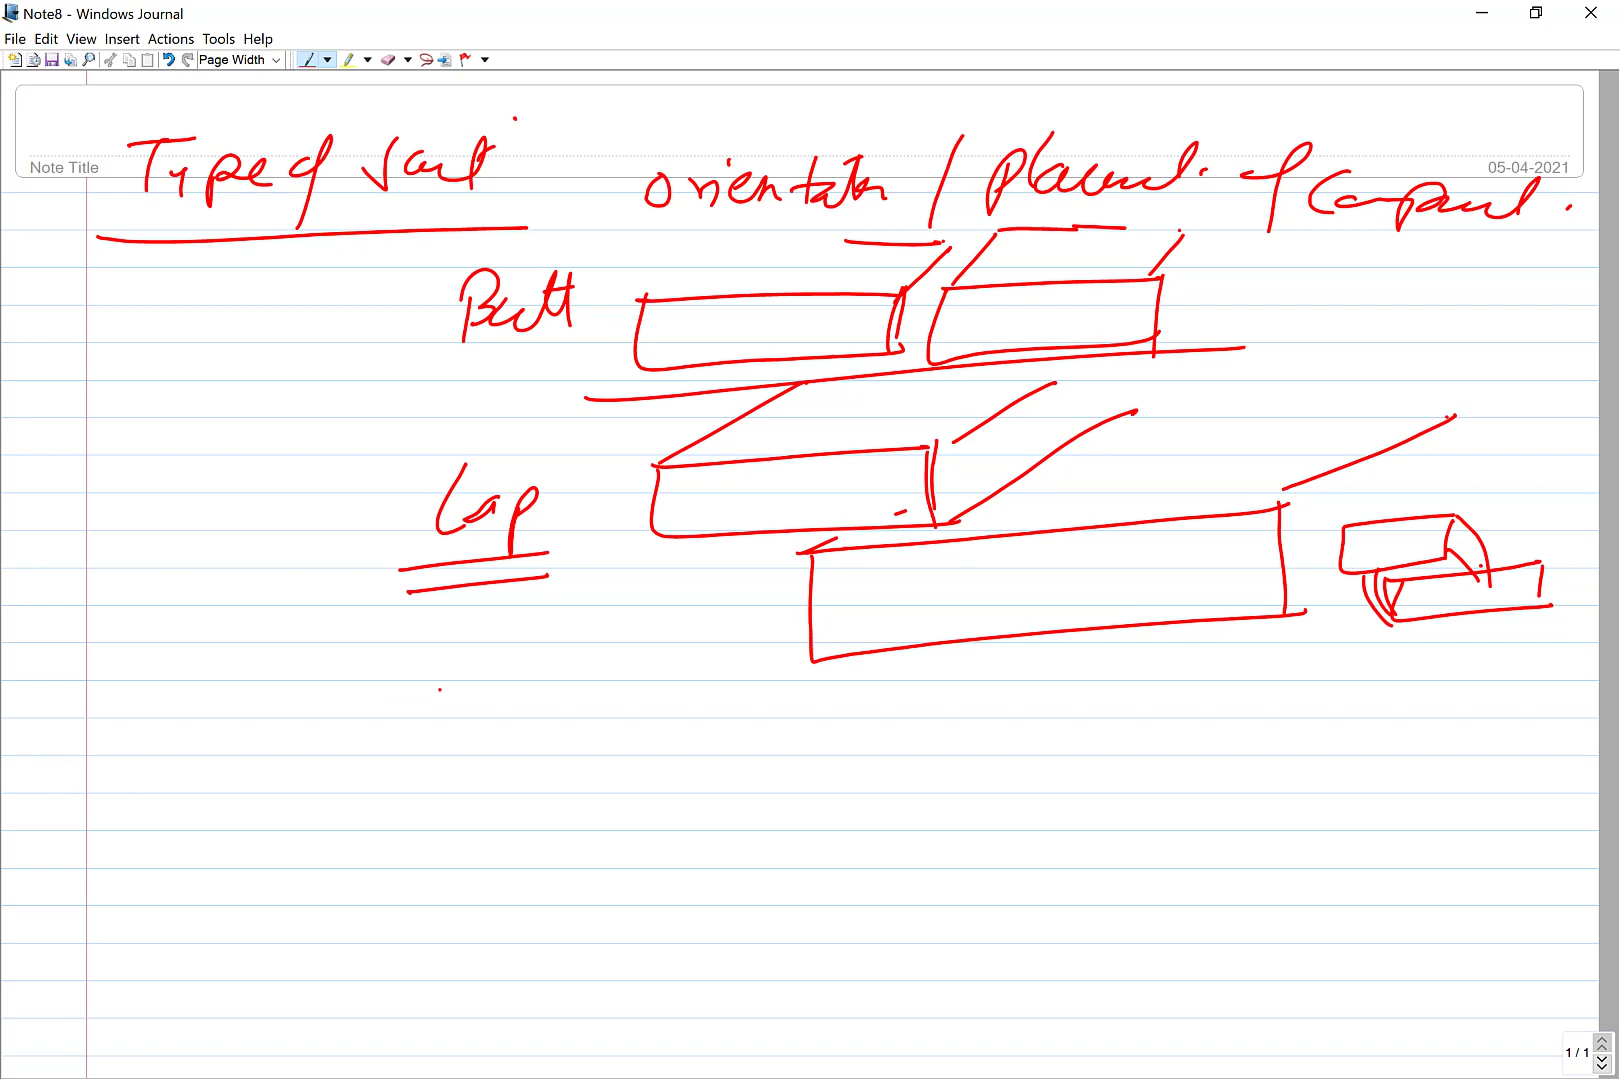 Note8 - Windows Journal
File Edit View Insert Actions Tools Help
Page Width
Type of orientation / Placement of Component.
Note Title 05-04-2021
Butt
Lap
1 / 1